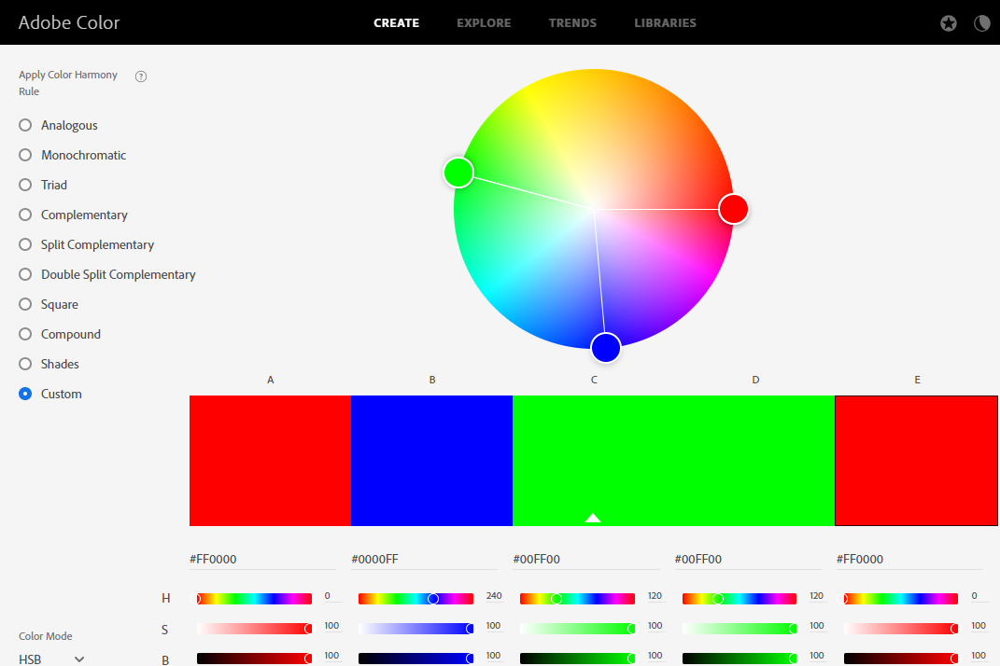 Adobe Color CREATE EXPLORE TRENDS LIBRARIES
Apply Color Harmony ?
Rule
Analogous
Monochromatic
Triad
Complementary
Split Complementary
Double Split Complementary
Square
Compound
Shades
Custom
A B C D E
#FF0000 #0000FF #00FF00 #00FF00 #FF0000
H 0 240 120 120 0
S 100 100 100 100 100
Color Mode
HSB B 100 100 100 100 100